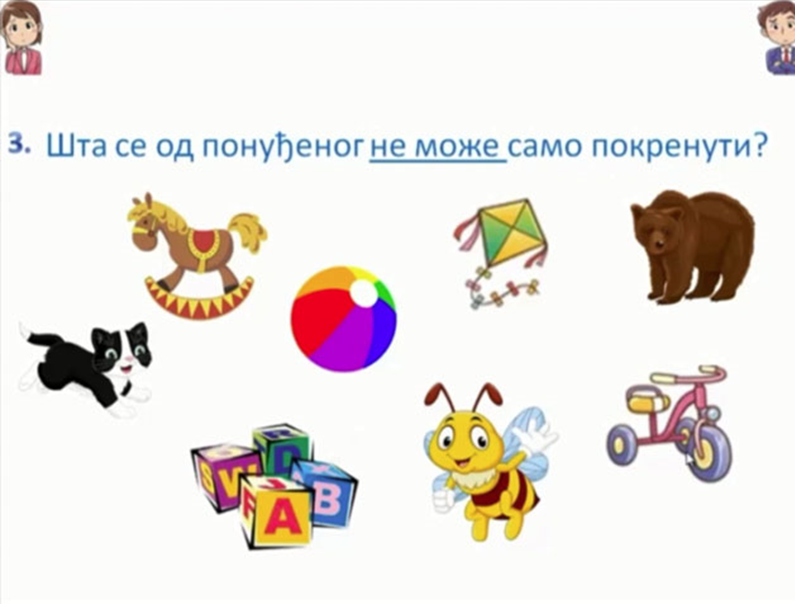 3. Шта се од понуђеног не може само покренути?
S W D
F A B